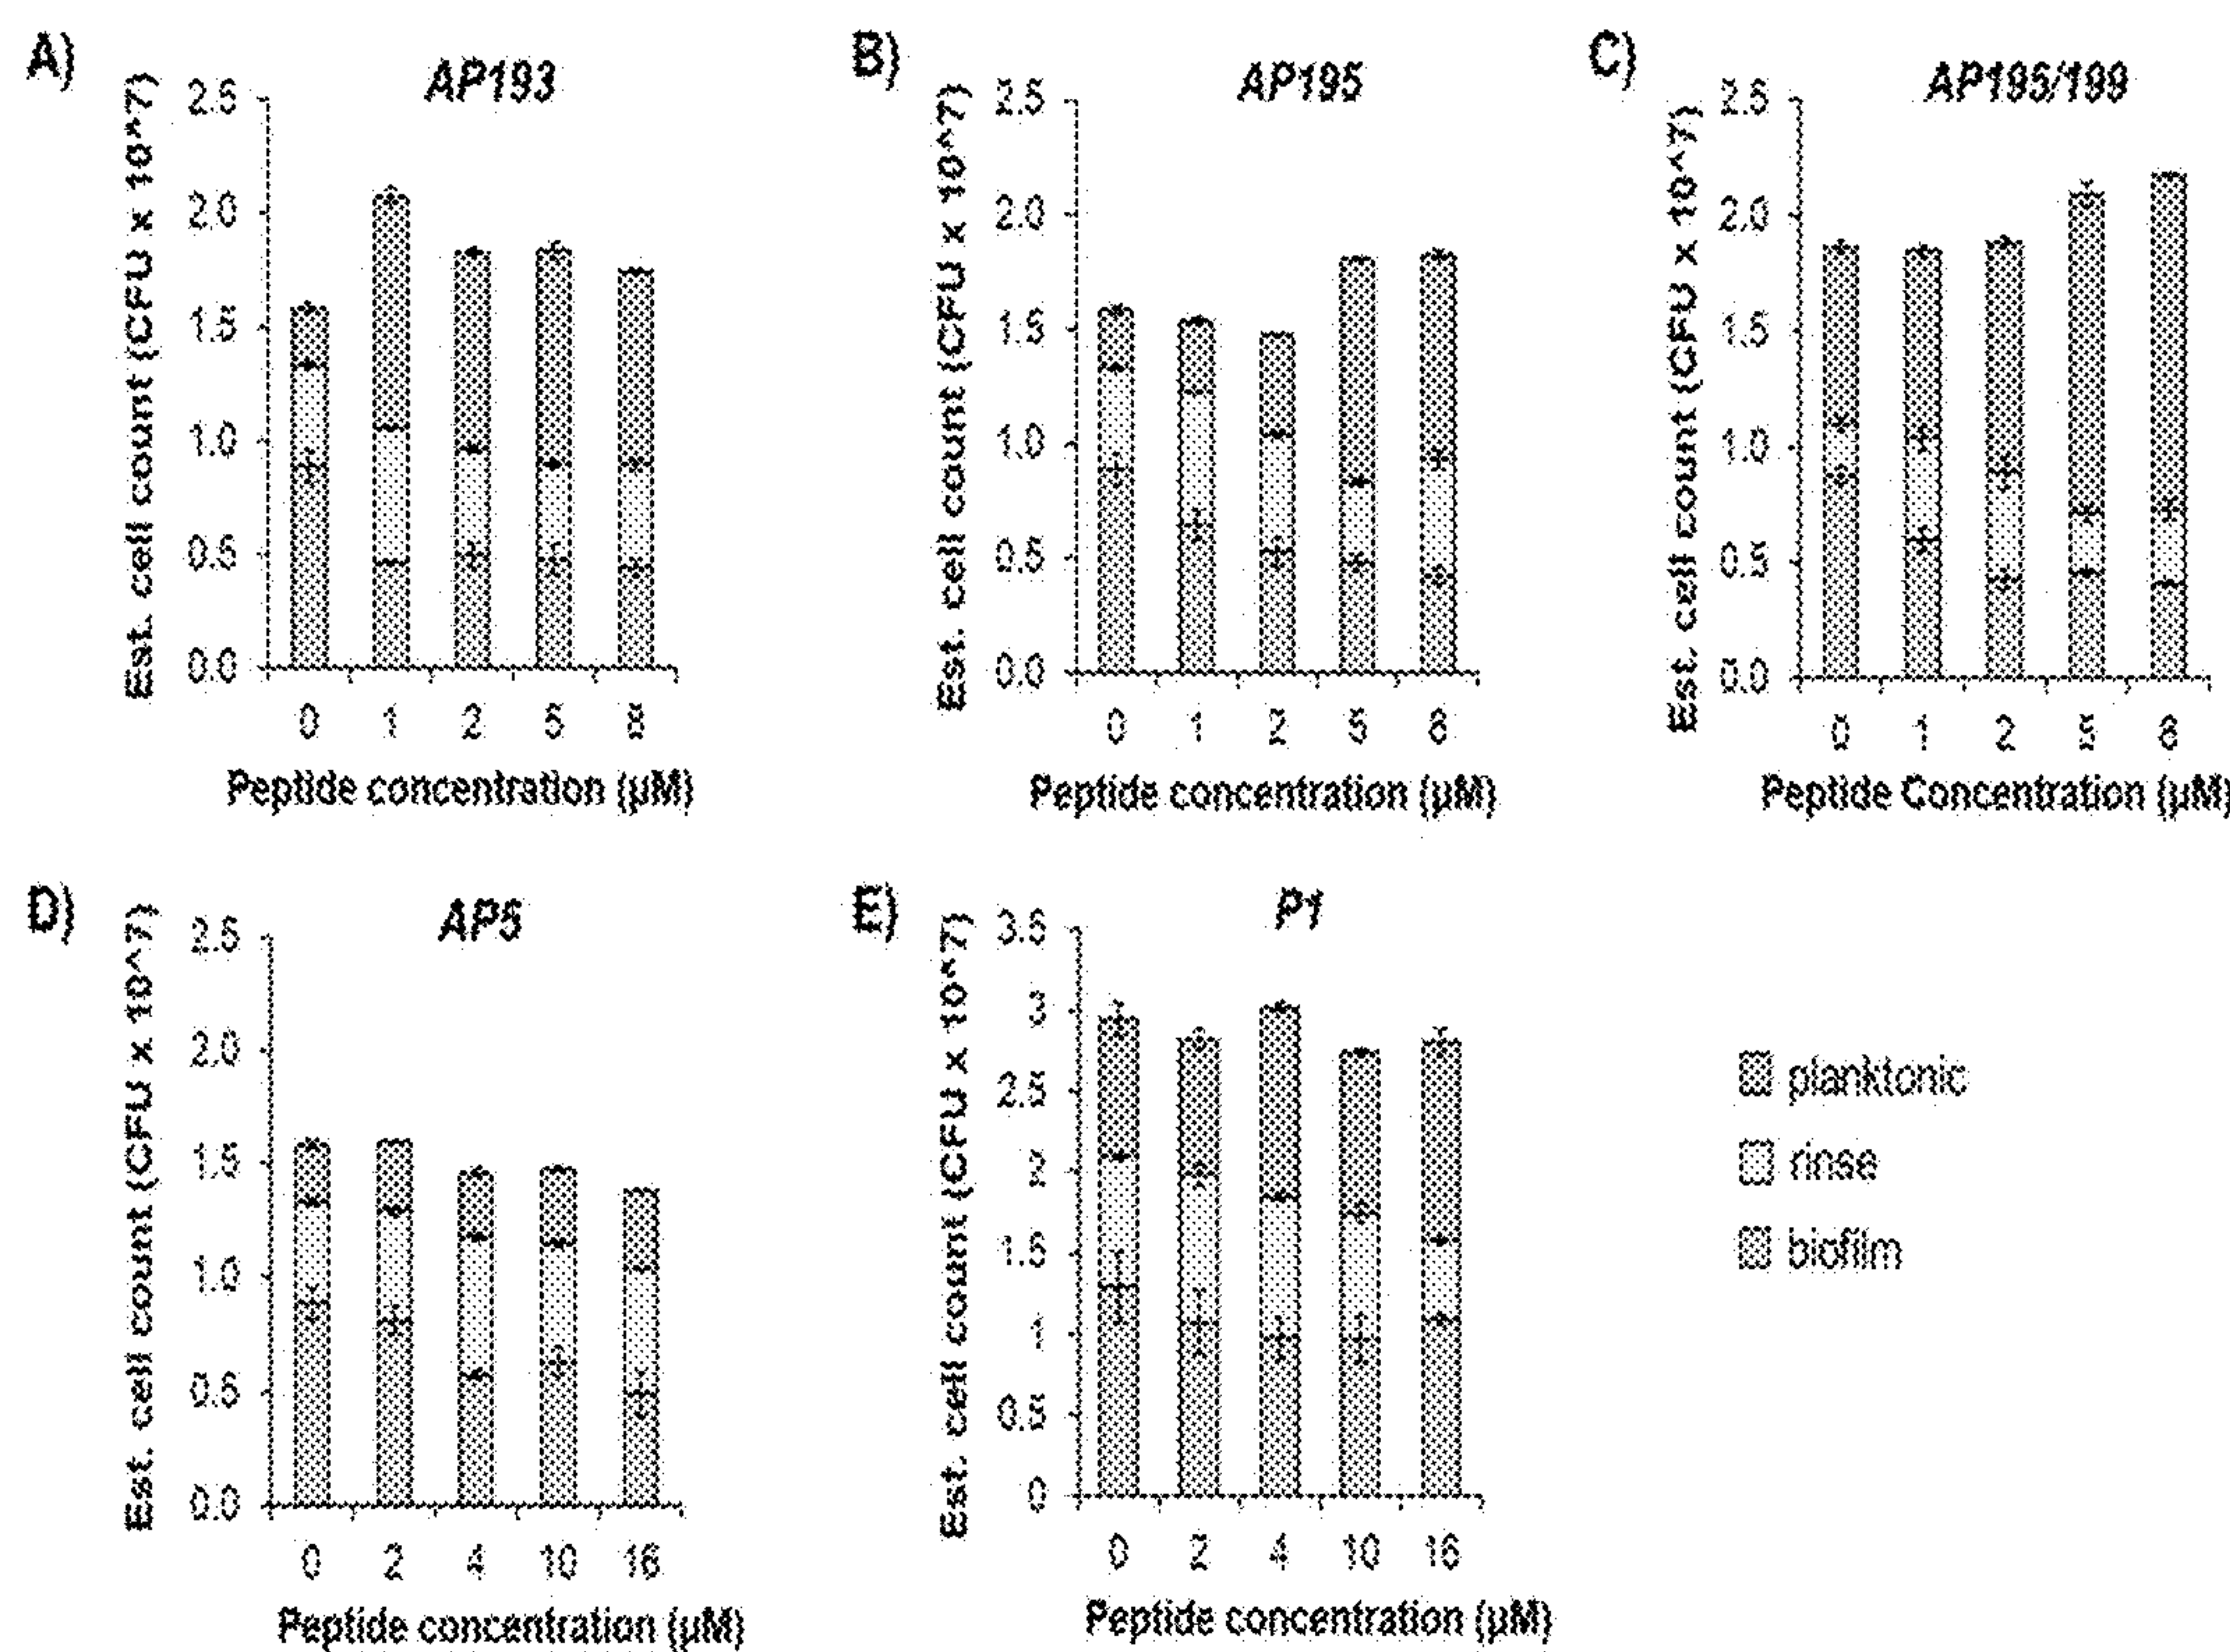 A)
AP193
Est. cell count (CFU x 10^7)
2.5
2.0
1.5
1.0
0.5
0.0
0 1 2 5 8
Peptide concentration (µM)
B)
AP195
Est. cell count (CFU x 10^7)
2.5
2.0
1.5
1.0
0.5
0.0
0 1 2 5 8
Peptide concentration (µM)
C)
AP195/199
Est. cell count (CFU x 10^7)
2.5
2.0
1.5
1.0
0.5
0.0
0 1 2 5 8
Peptide Concentration (µM)
D)
AP5
Est. cell count (CFU x 10^7)
2.5
2.0
1.5
1.0
0.5
0.0
0 2 4 10 16
Peptide concentration (µM)
E)
P1
Est. cell count (CFU x 10^7)
3.5
3
2.5
2
1.5
1
0.5
0
0 2 4 10 16
Peptide concentration (µM)
planktonic
rinse
biofilm